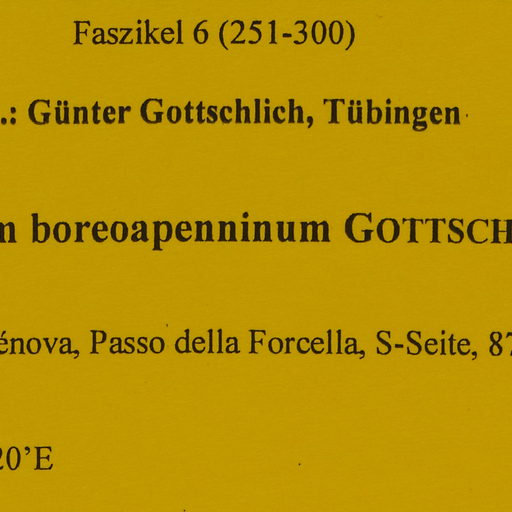 Faszikel 6 (251-300)
.: Günter Gottschlich, Tübingen
m boreoapenninum GOTTSCH
énova, Passo della Forcella, S-Seite, 87
20’E